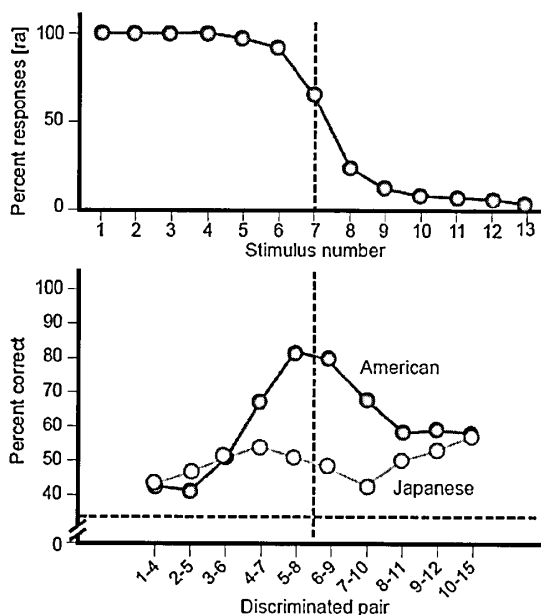 Percent responses [ra]
100
50
0
1 2 3 4 5 6 7 8 9 10 11 12 13
Stimulus number
Percent correct
100
90
80
70
60
50
40
0
American
Japanese
1-4 2-5 3-6 4-7 5-8 6-9 7-10 8-11 9-12 10-15
Discriminated pair